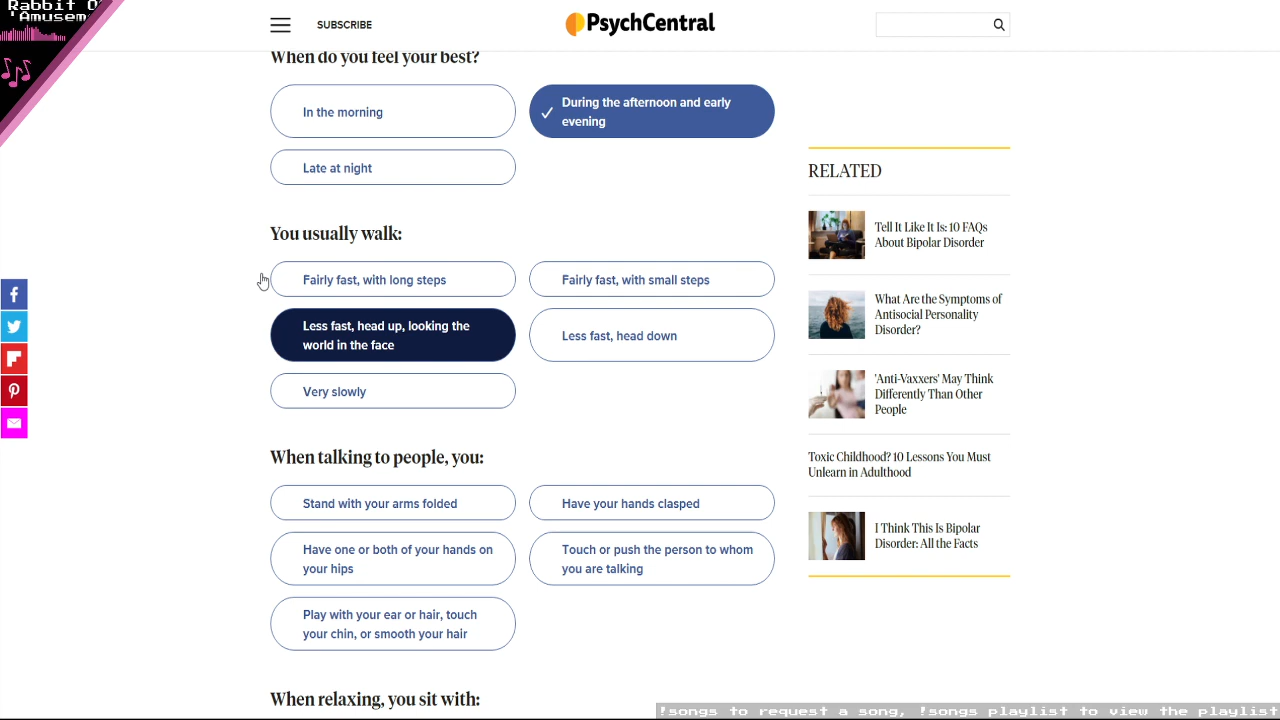 Rabbit O
'Amusem
SUBSCRIBE
PsychCentral
When do you feel your best?
In the morning
During the afternoon and early
evening
Late at night
You usually walk:
Fairly fast, with long steps
Fairly fast, with small steps
Less fast, head up, looking the
world in the face
Less fast, head down
Very slowly
When talking to people, you:
Stand with your arms folded
Have your hands clasped
Have one or both of your hands on
your hips
Touch or push the person to whom
you are talking
Play with your ear or hair, touch
your chin, or smooth your hair
When relaxing, you sit with:
RELATED
Tell It Like It Is: 10 FAQs
About Bipolar Disorder
What Are the Symptoms of
Antisocial Personality
Disorder?
'Anti-Vaxxers' May Think
Differently Than Other
People
Toxic Childhood? 10 Lessons You Must
Unlearn in Adulthood
I Think This Is Bipolar
Disorder: All the Facts
!songs to request a song, !songs playlist to view the playlist